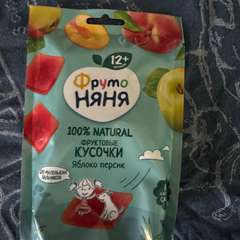 12+
Фруто
НЯНЯ
100% NATURAL
ФРУКТОВЫЕ
КУСОЧКИ
Яблоко персик